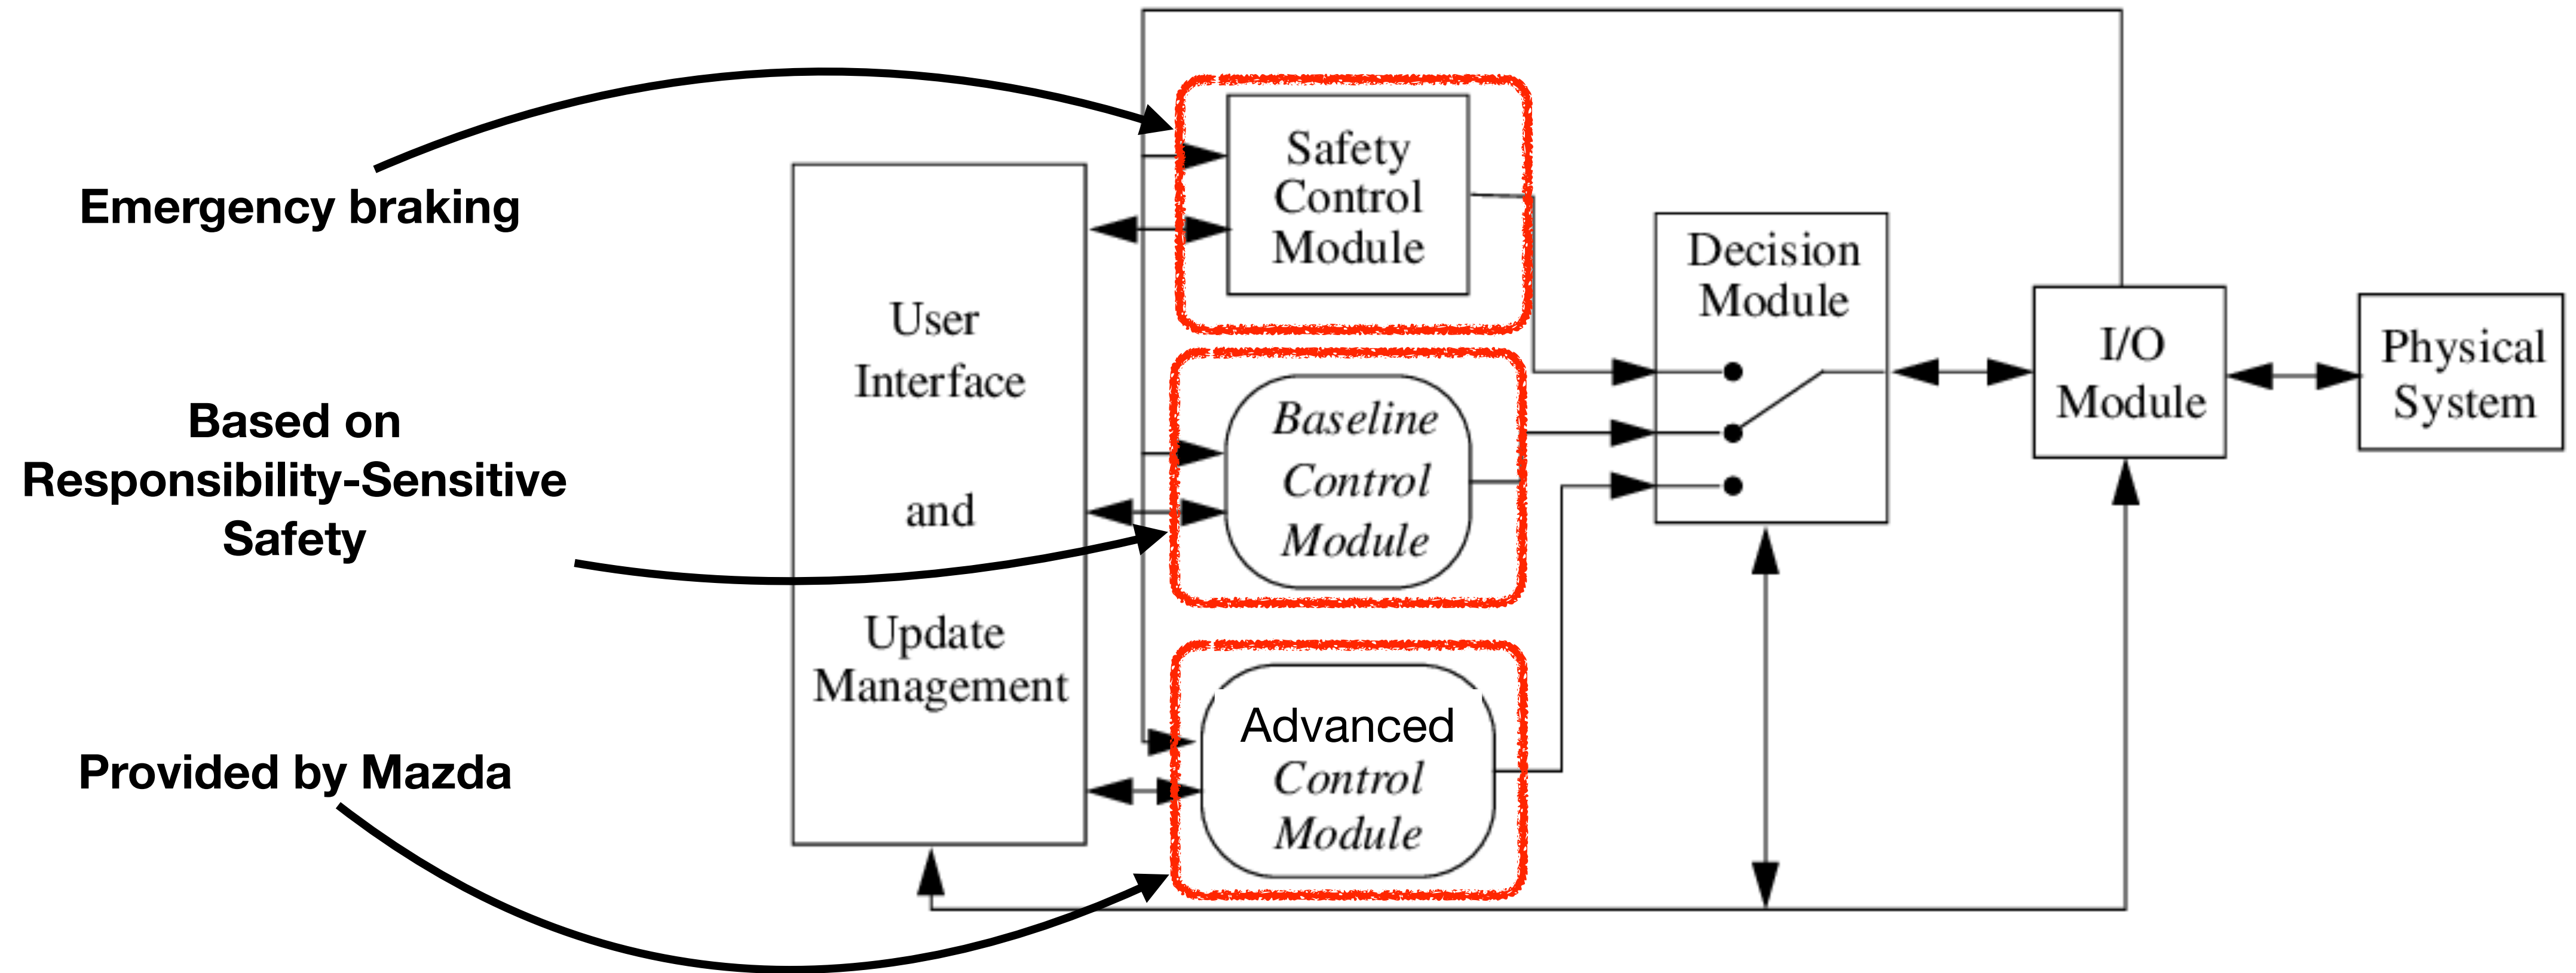 Emergency braking
Based on
Responsibility-Sensitive
Safety
Provided by Mazda
User
Interface
and
Update
Management
Safety
Control
Module
Baseline
Control
Module
Advanced
Control
Module
Decision
Module
I/O
Module
Physical
System